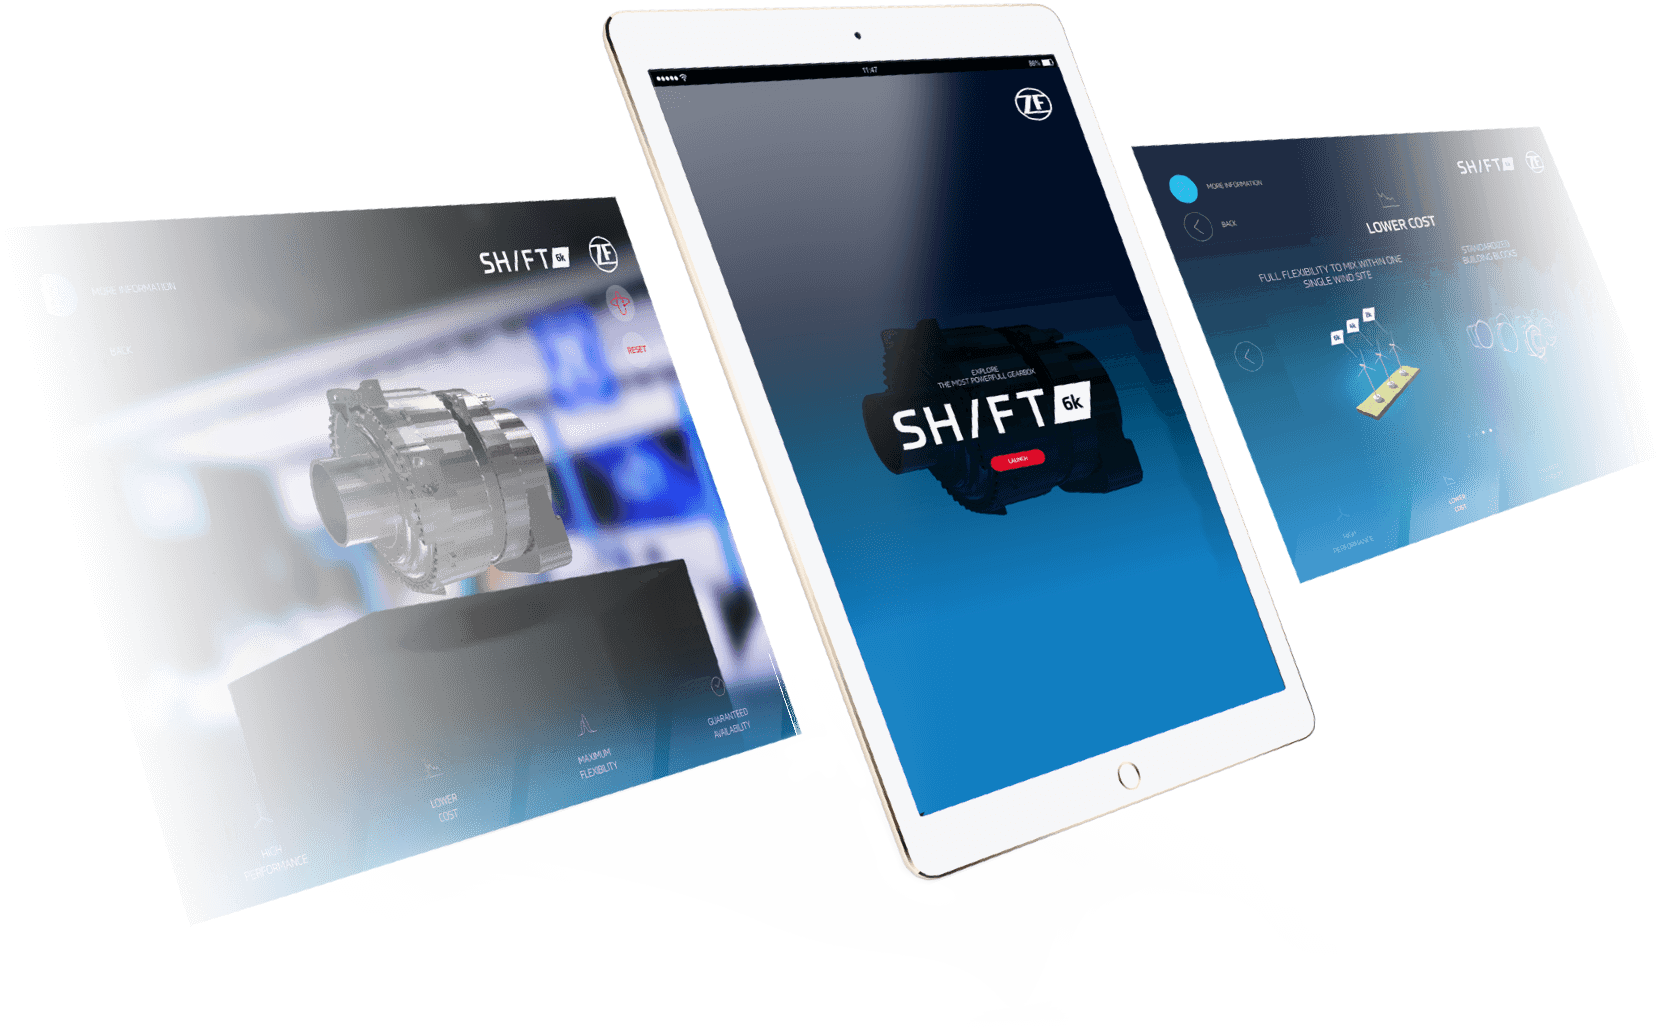 SH/FT 6k
ZF
MORE INFORMATION
BACK
RESET
HIGH
PERFORMANCE
LOWER
COST
MAXIMUM
FLEXIBILITY
GUARANTEED
AVAILABILITY
11:47
86%
ZF
EXPLORE
THE MOST POWERFULL GEARBOX
SH/FT 6k
LAUNCH
SH/FT 6k
ZF
MORE INFORMATION
BACK
LOWER COST
FULL FLEXIBILITY TO MIX WITHIN ONE
SINGLE WIND SITE
STANDARDIZED
BUILDING BLOCKS
6k
4k
HIGH
PERFORMANCE
LOWER
COST